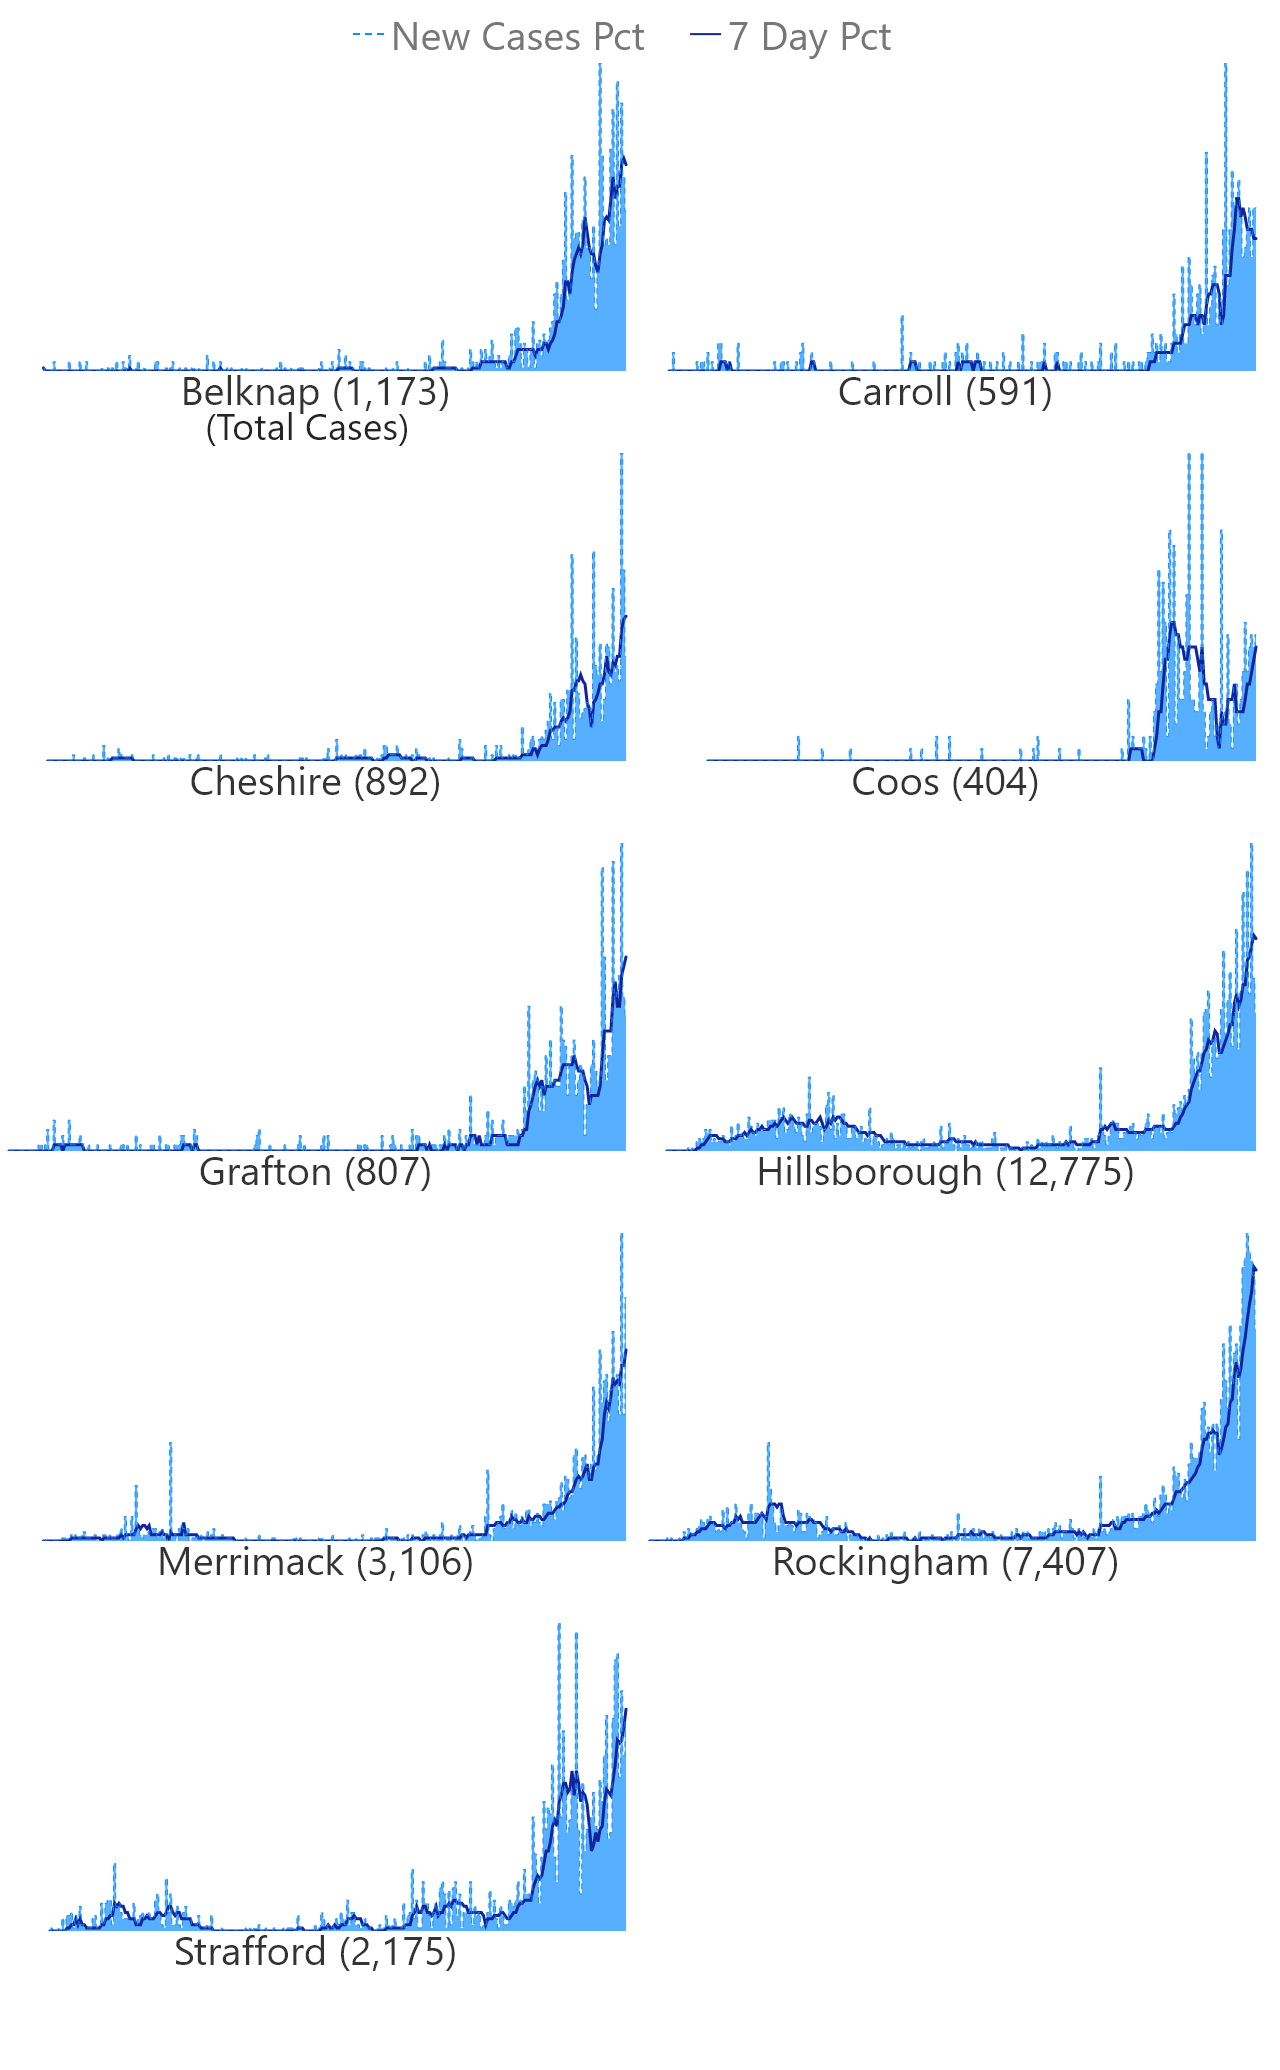 New Cases Pct 7 Day Pct
Belknap (1,173)
(Total Cases)
Carroll (591)
Cheshire (892)
Coos (404)
Grafton (807)
Hillsborough (12,775)
Merrimack (3,106)
Rockingham (7,407)
Strafford (2,175)